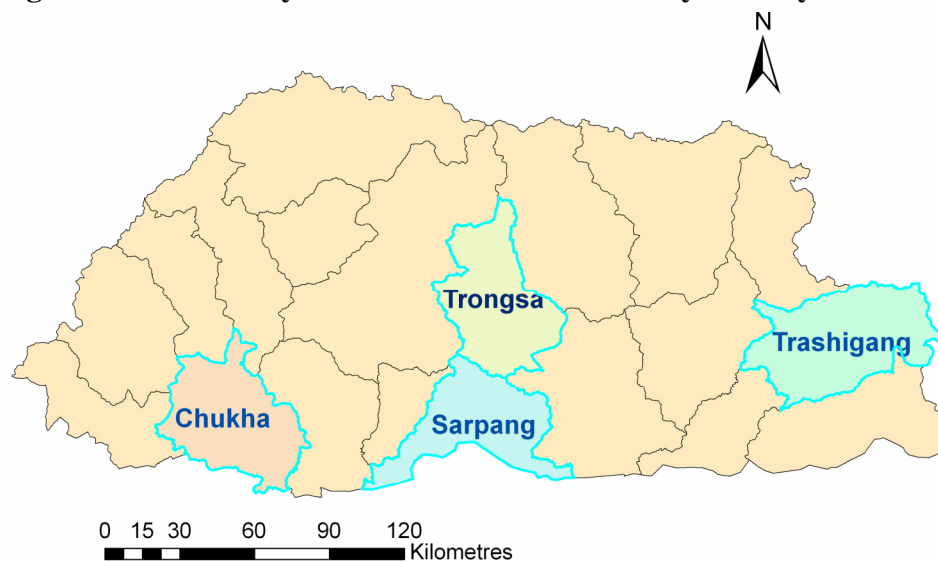 N
Trongsa
Trashigang
Chukha
Sarpang
0 15 30 60 90 120
Kilometres